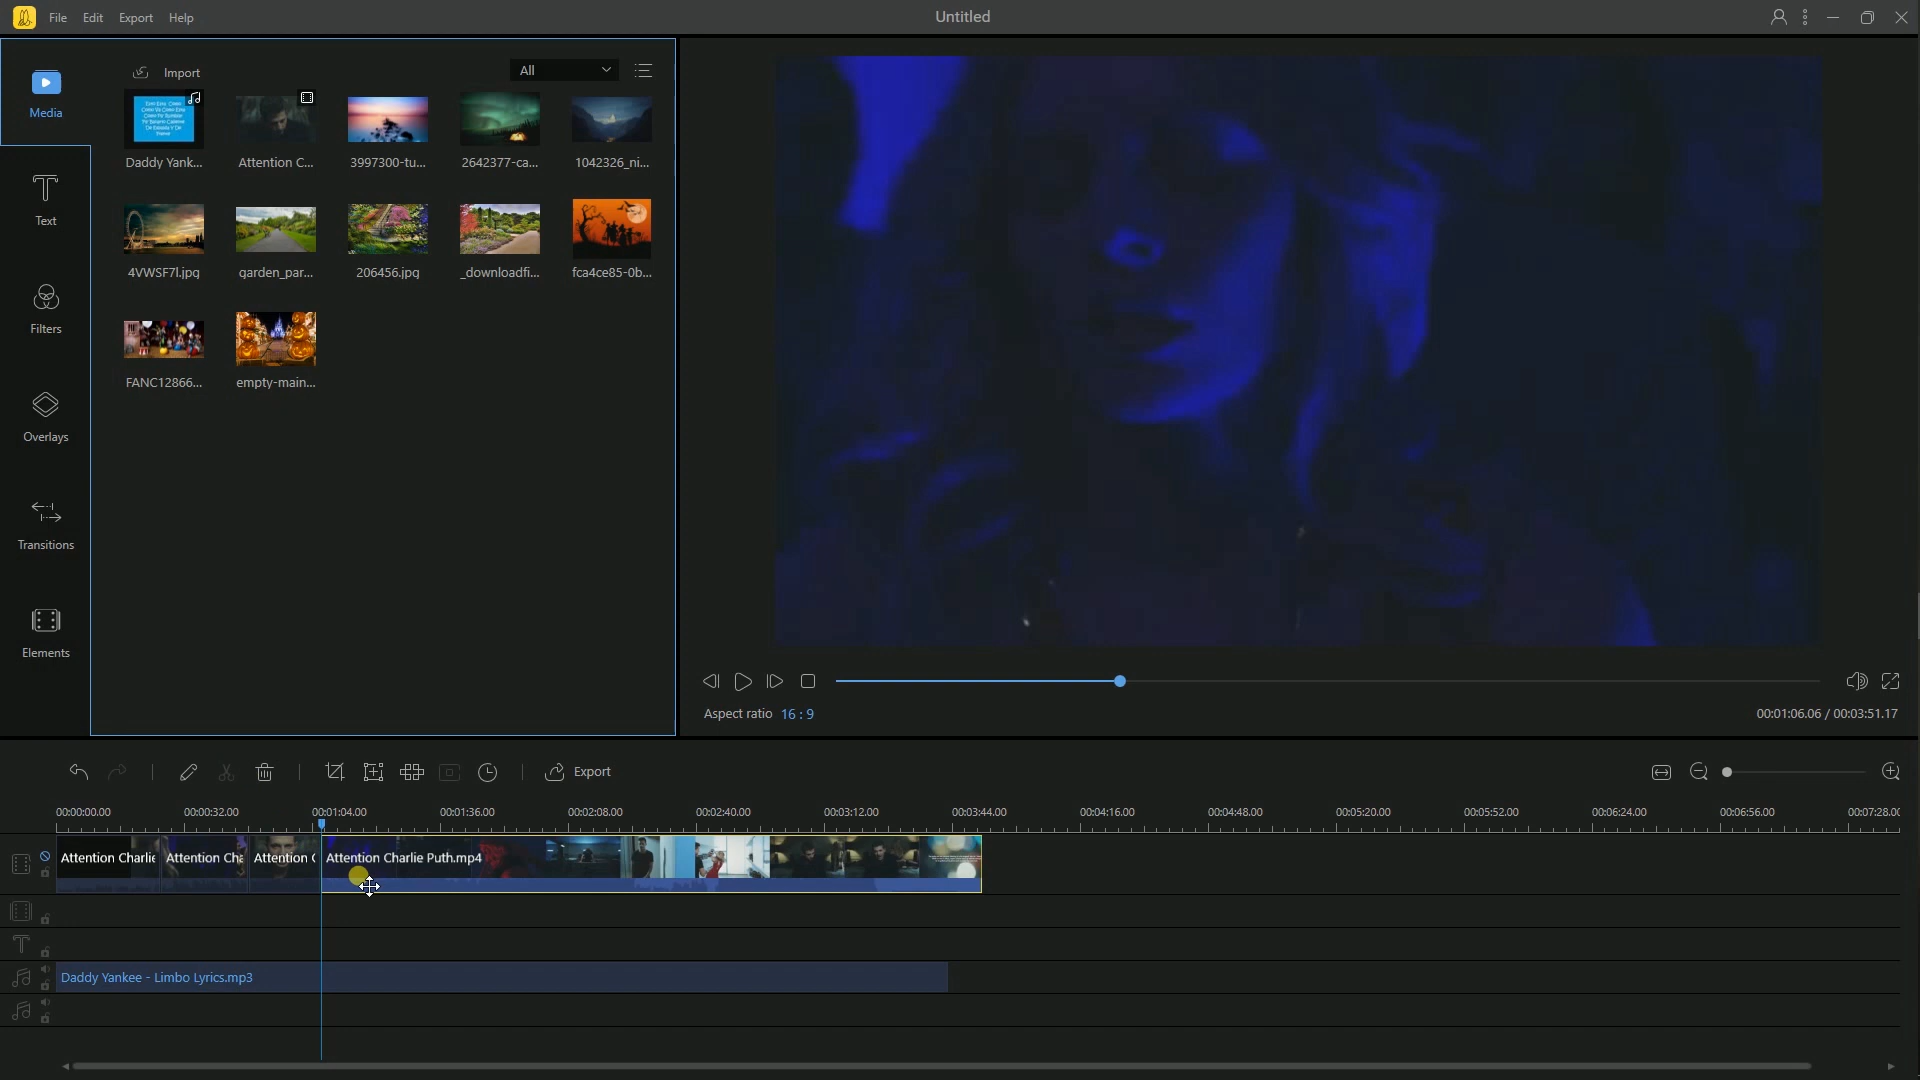 File Edit Export Help
Untitled
Media
Text
Filters
Overlays
Transitions
Elements
Import
All
Daddy Yank... Attention C... 3997300-tu... 2642377-ca... 1042326_ni...
4VWSF7l.jpg garden_par... 206456.jpg _downloadfi... fca4ce85-0b...
FANC12866... empty-main...
Aspect ratio 16 : 9
00:01:06.06 / 00:03:51.17
Export
00:00:00.00 00:00:32.00 00:01:04.00 00:01:36.00 00:02:08.00 00:02:40.00 00:03:12.00 00:03:44.00 00:04:16.00 00:04:48.00 00:05:20.00 00:05:52.00 00:06:24.00 00:06:56.00 00:07:28.00
Attention Charlie Attention Cha Attention C Attention Charlie Puth.mp4
Daddy Yankee - Limbo Lyrics.mp3